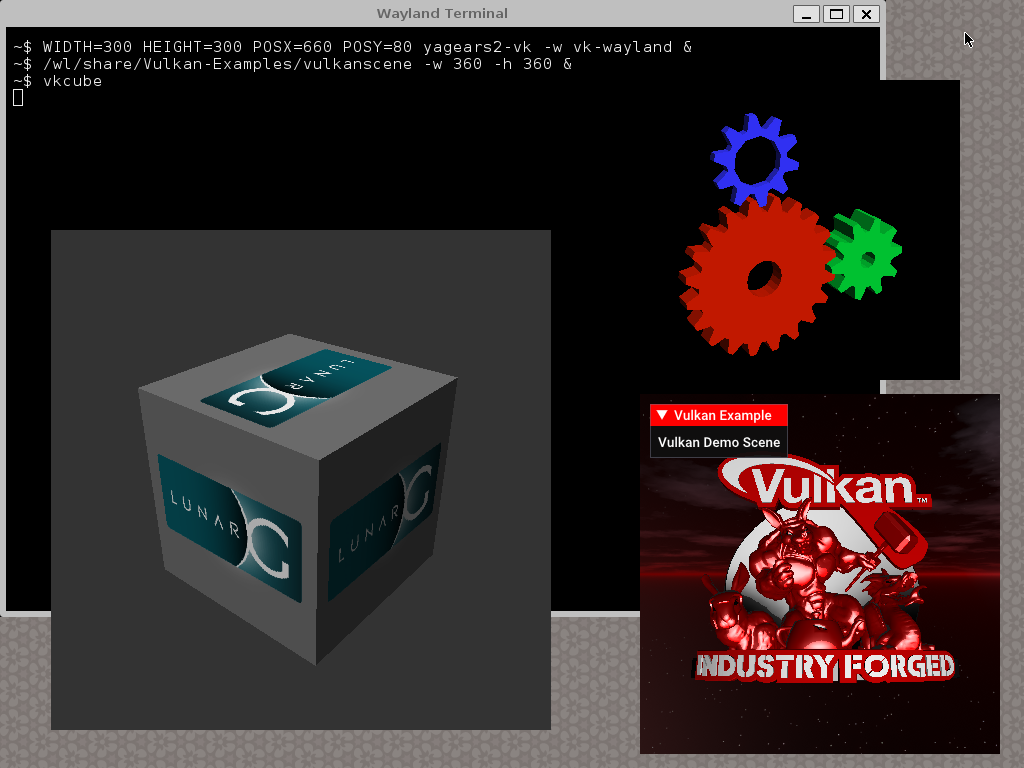 Wayland Terminal
~$ WIDTH=300 HEIGHT=300 POSX=660 POSY=80 yagears2-vk -w vk-wayland &
~$ /wl/share/Vulkan-Examples/vulkanscene -w 360 -h 360 &
~$ vkcube
LUNAR G
LUNAR G
LUNAR G
▼ Vulkan Example
Vulkan Demo Scene
Vulkan™
INDUSTRY FORGED